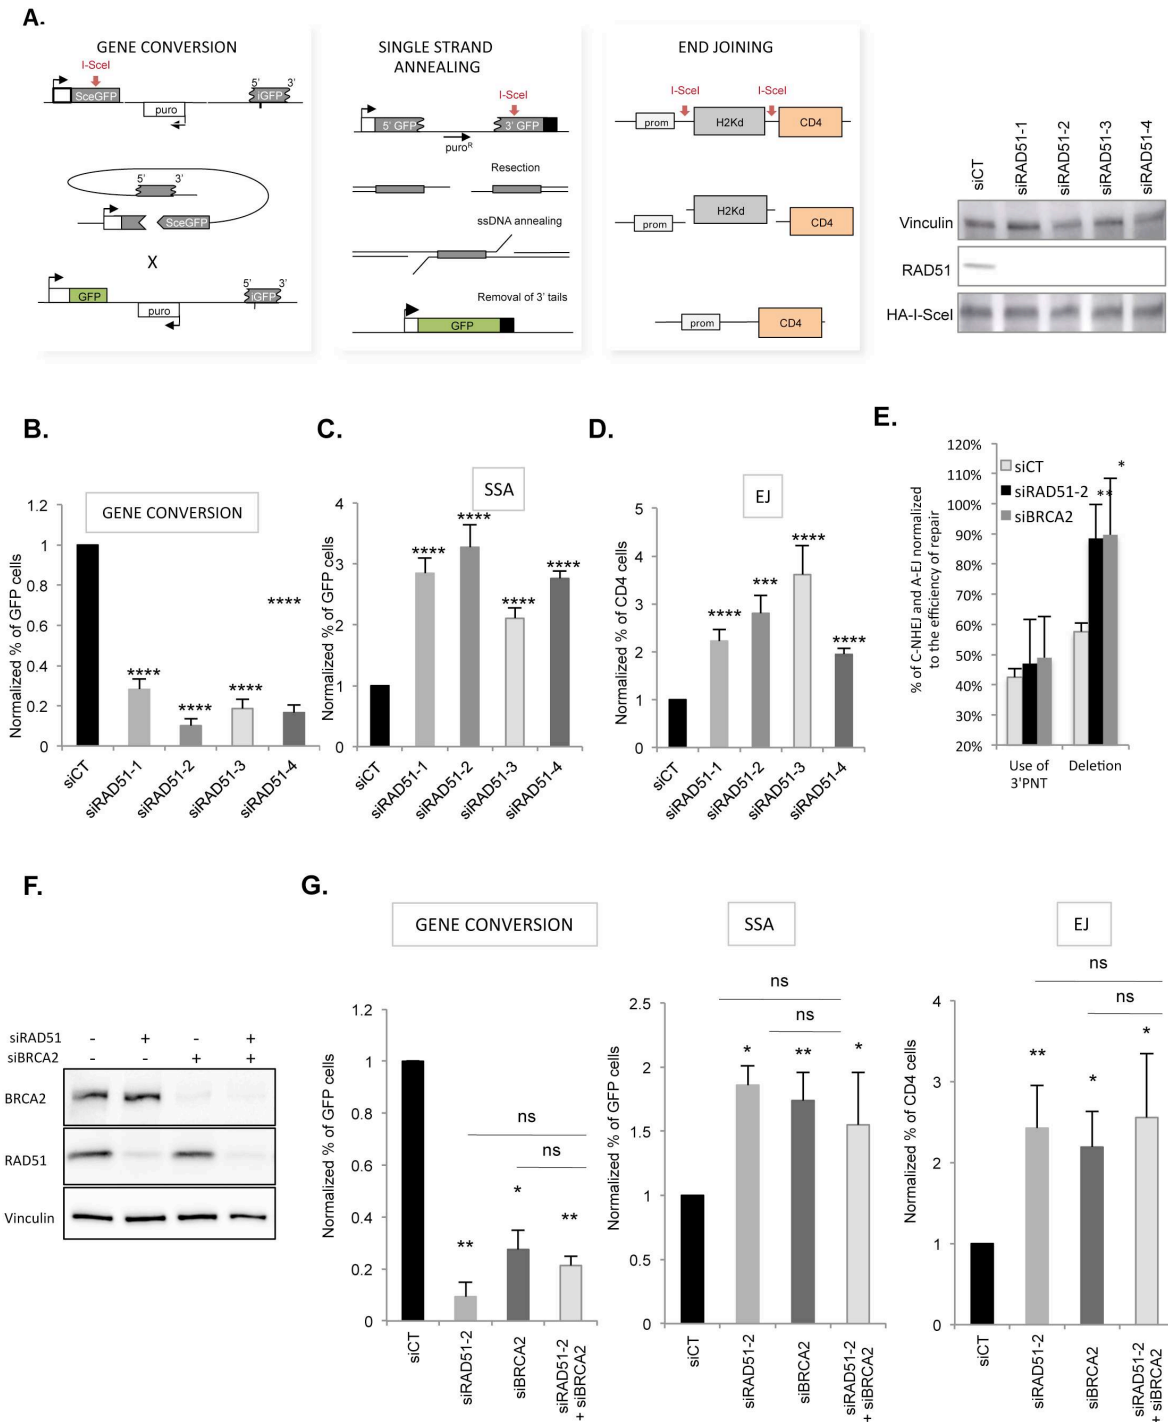 A.
GENE CONVERSION
I-SceI
SceGFP
5'
3'
iGFP
puro
5'
3'
SceGFP
X
GFP
puro
5'
3'
iGFP
SINGLE STRAND
ANNEALING
I-SceI
5' GFP
3' GFP
puroR
Resection
ssDNA annealing
Removal of 3' tails
GFP
END JOINING
I-SceI
I-SceI
prom
H2Kd
CD4
prom
H2Kd
CD4
prom
CD4
siCT
siRAD51-1
siRAD51-2
siRAD51-3
siRAD51-4
Vinculin
RAD51
HA-I-SceI
B.
GENE CONVERSION
Normalized % of GFP cells
1.2
1
0.8
0.6
0.4
0.2
0
****
****
****
****
siCT
siRAD51-1
siRAD51-2
siRAD51-3
siRAD51-4
C.
SSA
Normalized % of GFP cells
4
3
2
1
0
****
****
****
****
siCT
siRAD51-1
siRAD51-2
siRAD51-3
siRAD51-4
D.
EJ
Normalized % of CD4 cells
5
4
3
2
1
0
****
***
****
****
siCT
siRAD51-1
siRAD51-2
siRAD51-3
siRAD51-4
E.
% of C-NHEJ and A-EJ normalized
to the efficiency of repair
120%
110%
100%
90%
80%
70%
60%
50%
40%
30%
20%
siCT
siRAD51-2
siBRCA2
**
*
Use of
3'PNT
Deletion
F.
siRAD51 - + - +
siBRCA2 - - + +
BRCA2
RAD51
Vinculin
G.
GENE CONVERSION
Normalized % of GFP cells
1.2
1
0.8
0.6
0.4
0.2
0
ns
ns
**
*
**
siCT
siRAD51-2
siBRCA2
siRAD51-2
+ siBRCA2
SSA
Normalized % of GFP cells
2.5
2
1.5
1
0.5
0
ns
ns
*
**
*
siCT
siRAD51-2
siBRCA2
siRAD51-2
+ siBRCA2
EJ
Normalized % of CD4 cells
4
3
2
1
0
ns
ns
**
*
*
siCT
siRAD51-2
siBRCA2
siRAD51-2
+ siBRCA2